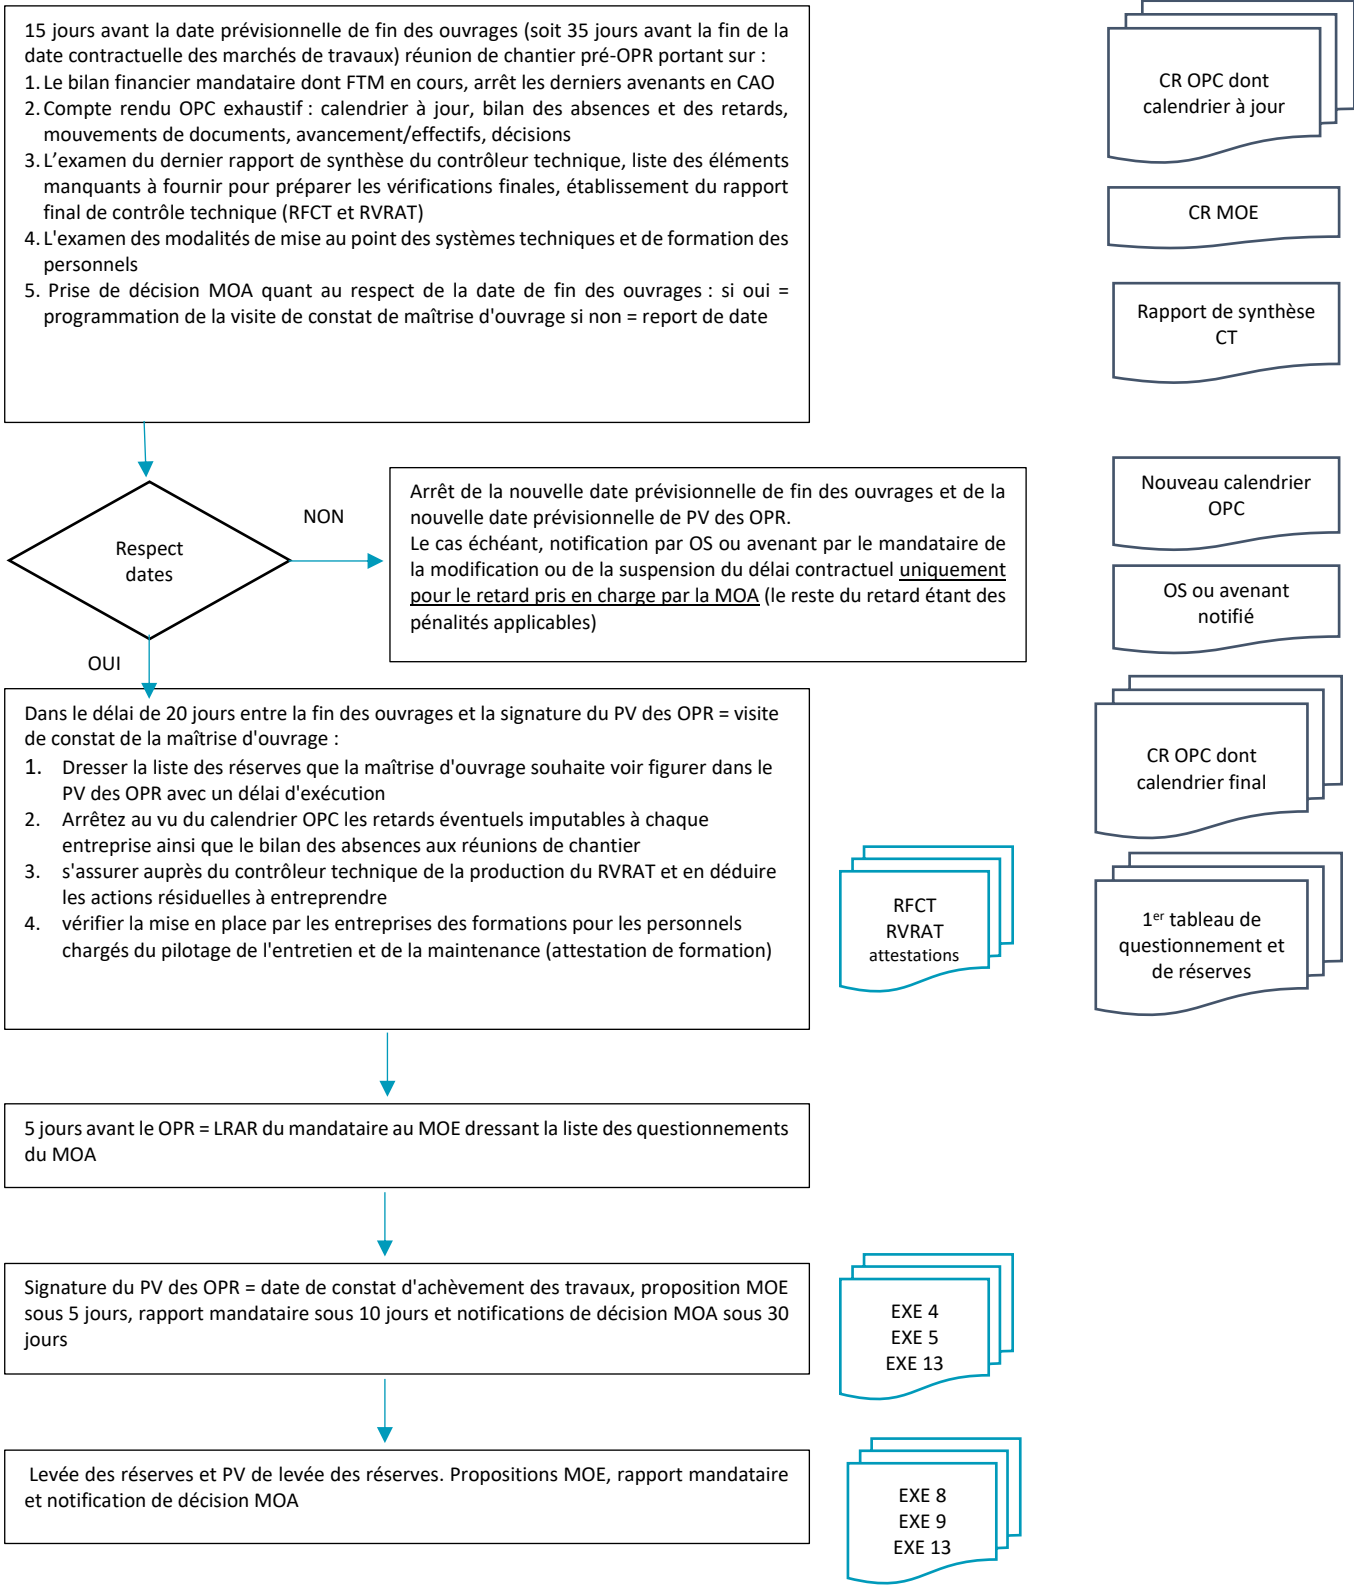 15 jours avant la date prévisionnelle de fin des ouvrages (soit 35 jours avant la fin de la
date contractuelle des marchés de travaux) réunion de chantier pré-OPR portant sur :
1. Le bilan financier mandataire dont FTM en cours, arrêt les derniers avenants en CAO
2. Compte rendu OPC exhaustif : calendrier à jour, bilan des absences et des retards,
mouvements de documents, avancement/effectifs, décisions
3. L’examen du dernier rapport de synthèse du contrôleur technique, liste des éléments
manquants à fournir pour préparer les vérifications finales, établissement du rapport
final de contrôle technique (RFCT et RVRAT)
4. L'examen des modalités de mise au point des systèmes techniques et de formation des
personnels
5. Prise de décision MOA quant au respect de la date de fin des ouvrages : si oui =
programmation de la visite de constat de maîtrise d'ouvrage si non = report de date
CR OPC dont
calendrier à jour
CR MOE
Rapport de synthèse
CT
Respect
dates
NON
OUI
Arrêt de la nouvelle date prévisionnelle de fin des ouvrages et de la
nouvelle date prévisionnelle de PV des OPR.
Le cas échéant, notification par OS ou avenant par le mandataire de
la modification ou de la suspension du délai contractuel uniquement
pour le retard pris en charge par la MOA (le reste du retard étant des
pénalités applicables)
Nouveau calendrier
OPC
OS ou avenant
notifié
Dans le délai de 20 jours entre la fin des ouvrages et la signature du PV des OPR = visite
de constat de la maîtrise d'ouvrage :
1. Dresser la liste des réserves que la maîtrise d'ouvrage souhaite voir figurer dans le
PV des OPR avec un délai d'exécution
2. Arrêtez au vu du calendrier OPC les retards éventuels imputables à chaque
entreprise ainsi que le bilan des absences aux réunions de chantier
3. s'assurer auprès du contrôleur technique de la production du RVRAT et en déduire
les actions résiduelles à entreprendre
4. vérifier la mise en place par les entreprises des formations pour les personnels
chargés du pilotage de l'entretien et de la maintenance (attestation de formation)
RFCT
RVRAT
attestations
CR OPC dont
calendrier final
1er tableau de
questionnement et
de réserves
5 jours avant le OPR = LRAR du mandataire au MOE dressant la liste des questionnements
du MOA
Signature du PV des OPR = date de constat d'achèvement des travaux, proposition MOE
sous 5 jours, rapport mandataire sous 10 jours et notifications de décision MOA sous 30
jours
EXE 4
EXE 5
EXE 13
Levée des réserves et PV de levée des réserves. Propositions MOE, rapport mandataire
et notification de décision MOA
EXE 8
EXE 9
EXE 13